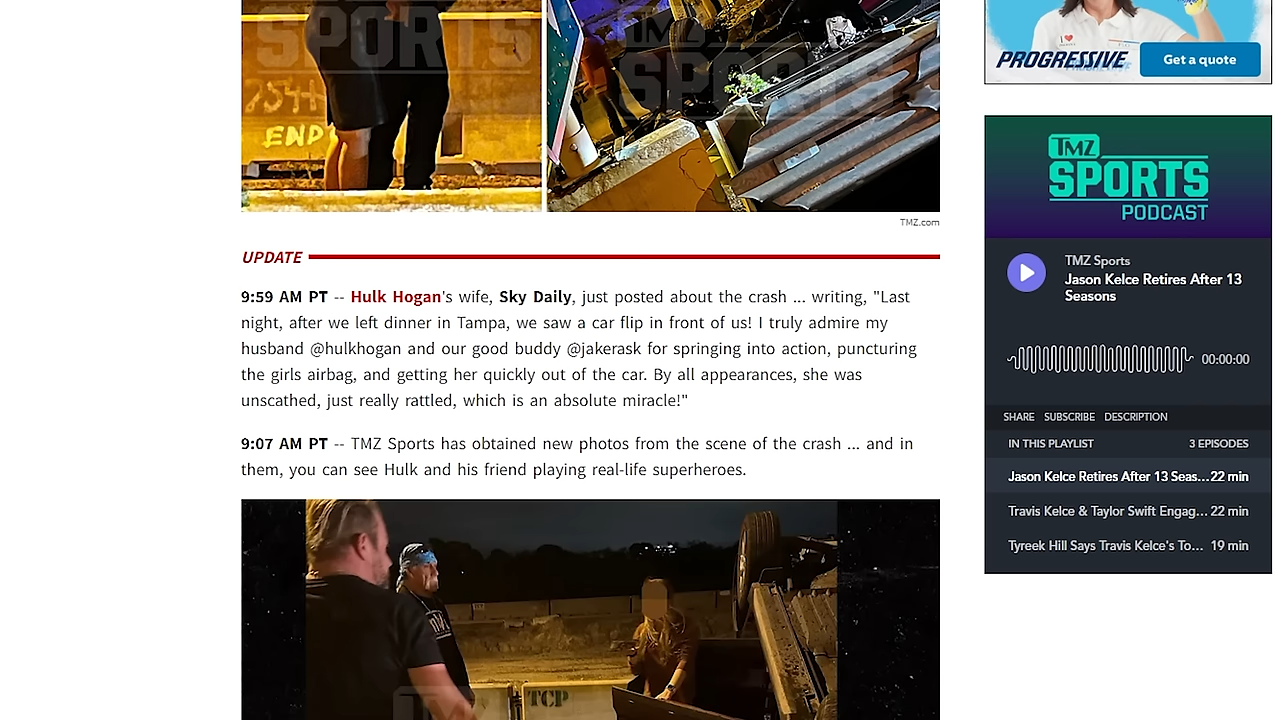 TMZ
SPORTS
SPORTS
754+
END
TMZ.com
UPDATE
9:59 AM PT -- Hulk Hogan's wife, Sky Daily, just posted about the crash ... writing, "Last
night, after we left dinner in Tampa, we saw a car flip in front of us! I truly admire my
husband @hulkhogan and our good buddy @jakerask for springing into action, puncturing
the girls airbag, and getting her quickly out of the car. By all appearances, she was
unscathed, just really rattled, which is an absolute miracle!"
9:07 AM PT -- TMZ Sports has obtained new photos from the scene of the crash ... and in
them, you can see Hulk and his friend playing real-life superheroes.
TCP
TMZ
PROGRESSIVE
Get a quote
TMZ
SPORTS
PODCAST
TMZ Sports
Jason Kelce Retires After 13
Seasons
00:00:00
SHARE SUBSCRIBE DESCRIPTION
IN THIS PLAYLIST 3 EPISODES
Jason Kelce Retires After 13 Seas... 22 min
Travis Kelce & Taylor Swift Engag... 22 min
Tyreek Hill Says Travis Kelce's To... 19 min